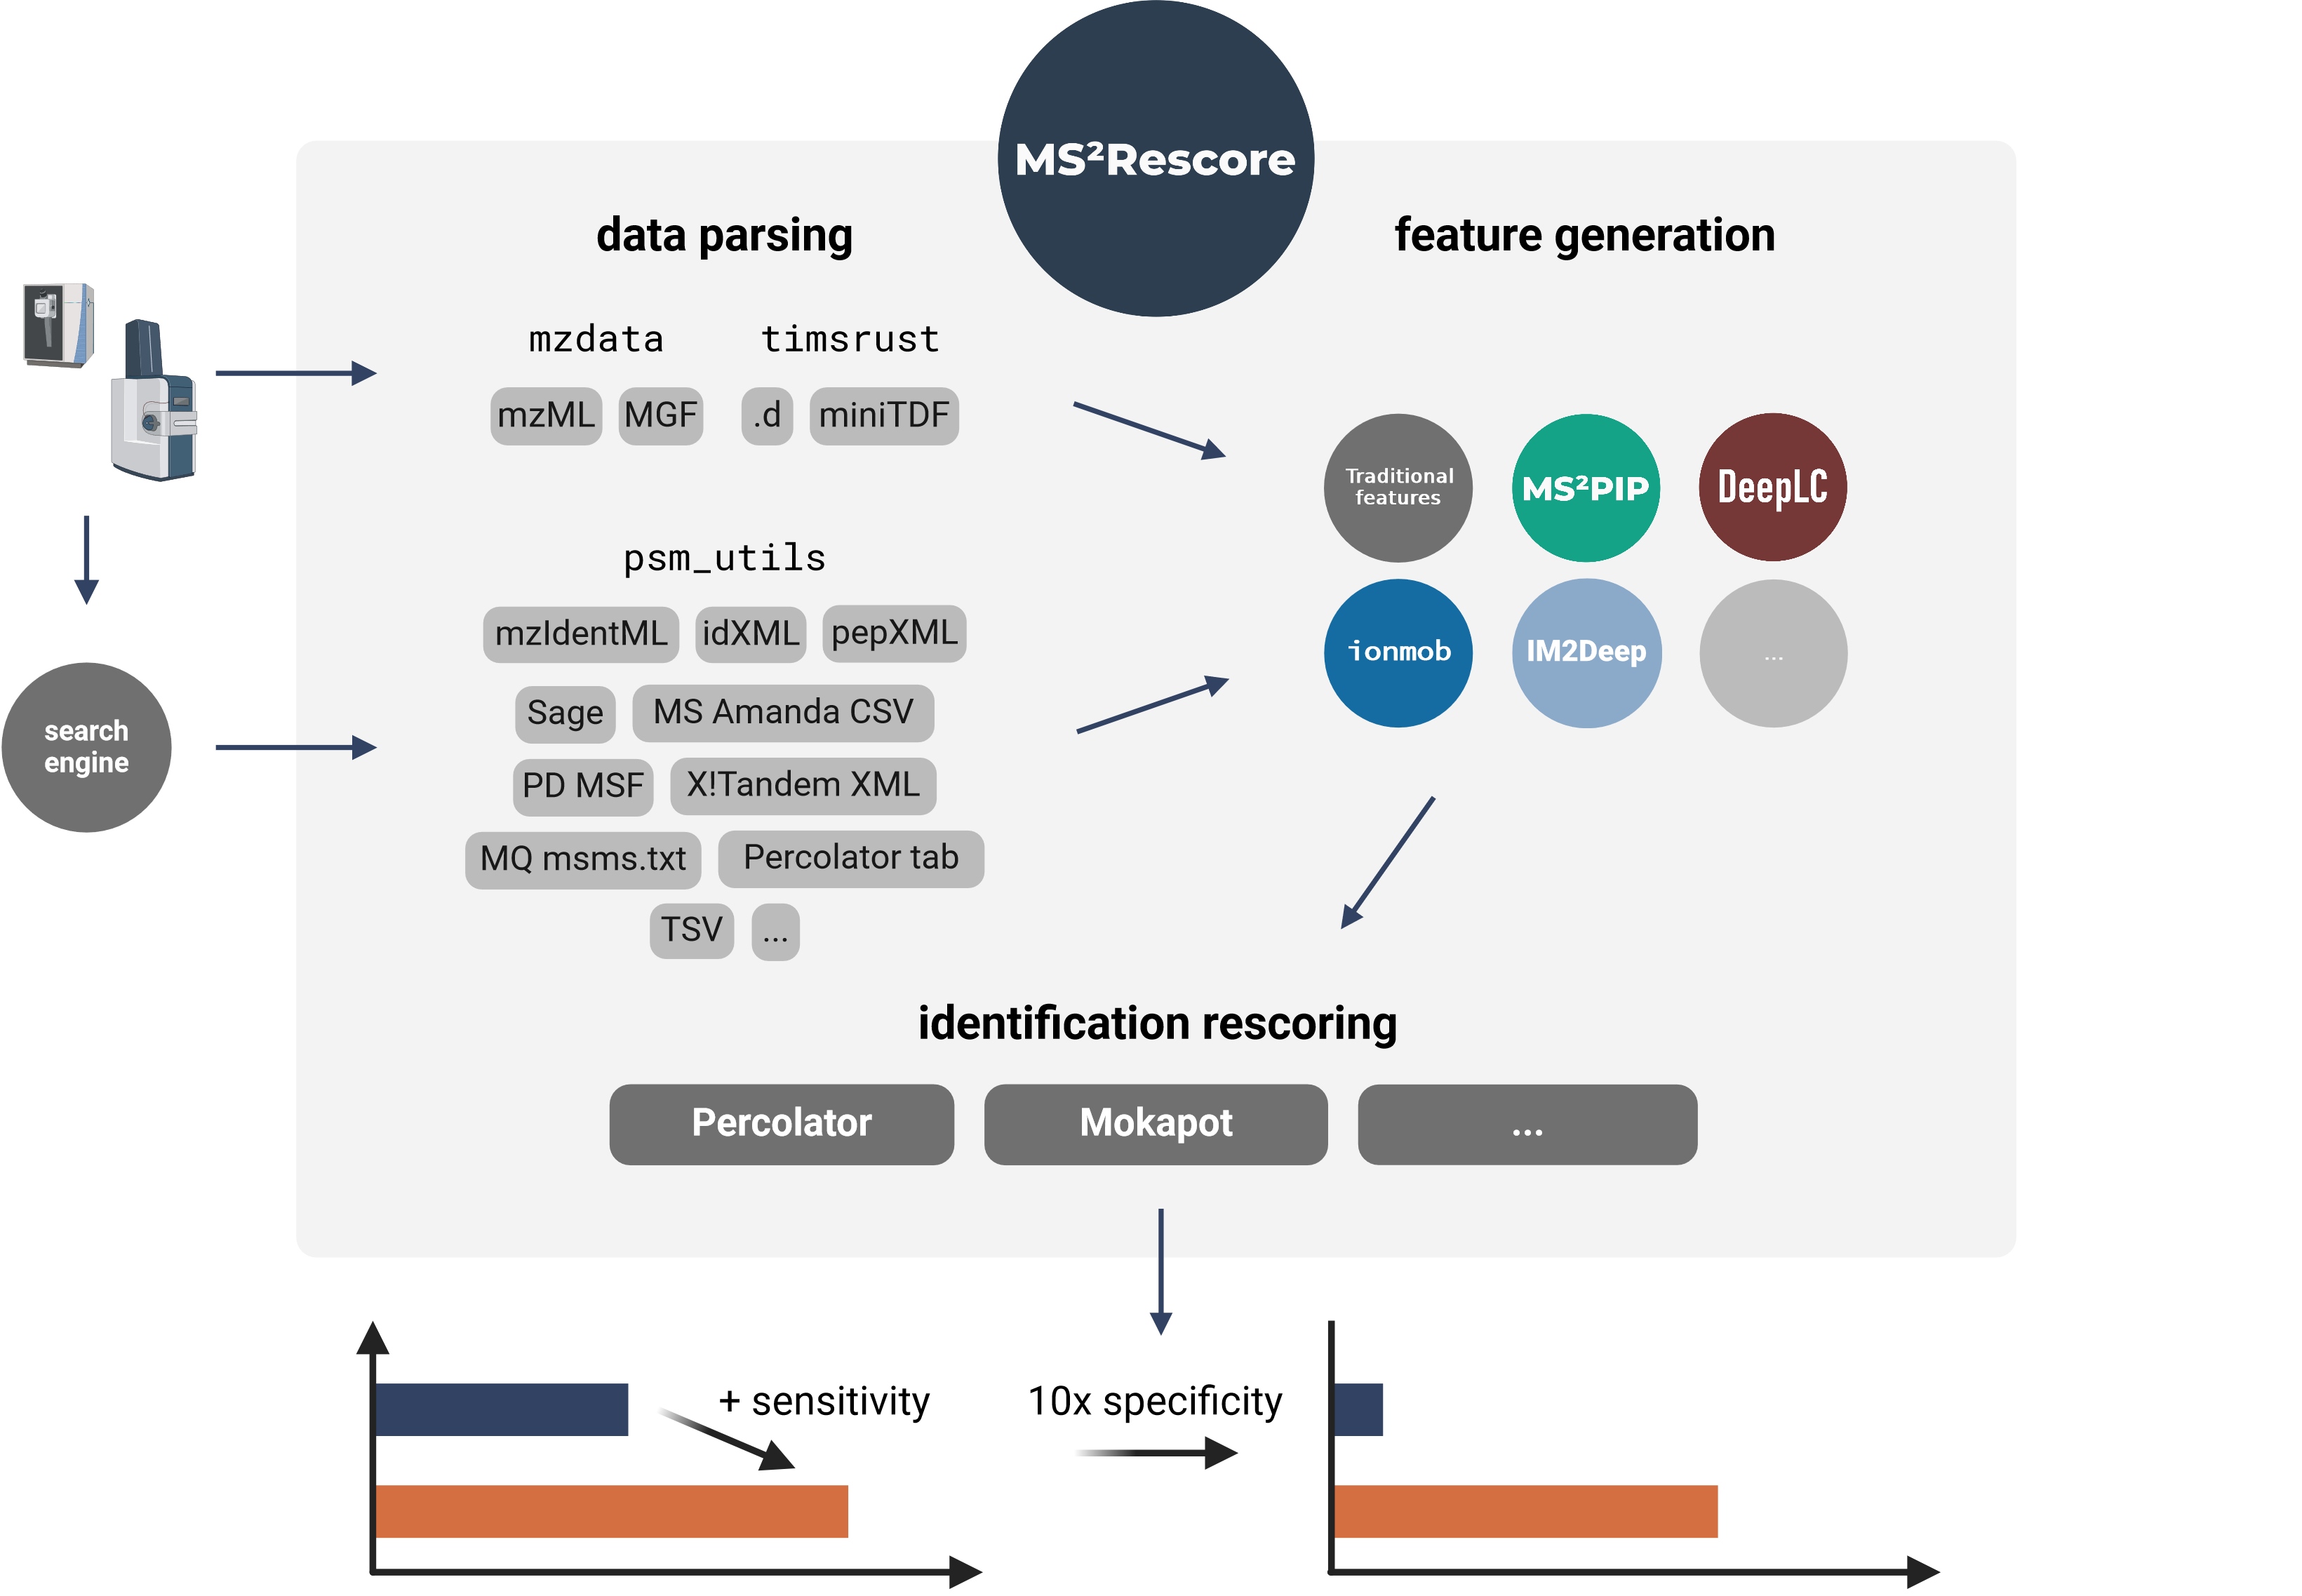 MS²Rescore
data parsing
feature generation
mzdata
timsrust
mzML
MGF
.d
miniTDF
psm_utils
mzIdentML
idXML
pepXML
Sage
MS Amanda CSV
PD MSF
X!Tandem XML
MQ msms.txt
Percolator tab
TSV
...
search
engine
Traditional
features
MS²PIP
DeepLC
ionmob
IM2Deep
...
identification rescoring
Percolator
Mokapot
...
+ sensitivity
10x specificity